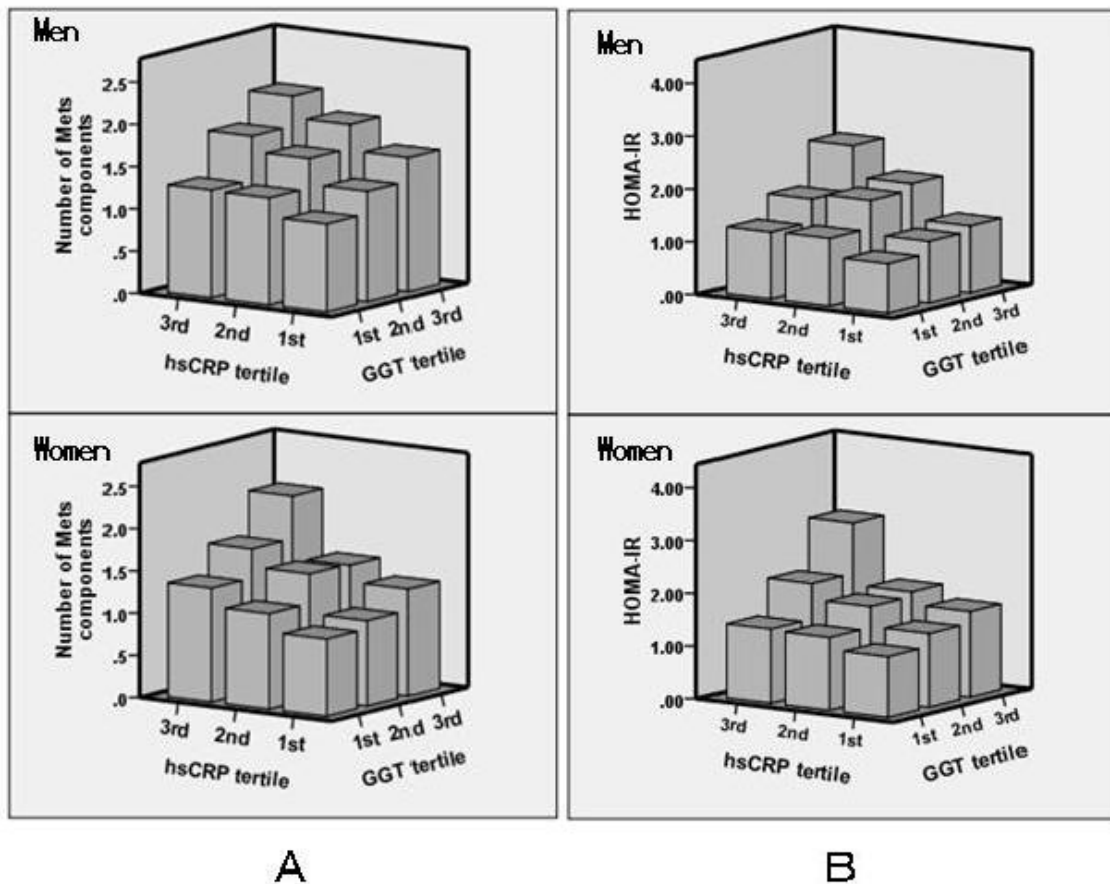 Men
Number of Mets
components
2.5
2.0
1.5
1.0
.5
.0
3rd
2nd
1st
hsCRP tertile
1st
2nd
3rd
GGT tertile
Men
HOMA-IR
4.00
3.00
2.00
1.00
.00
3rd
2nd
1st
hsCRP tertile
1st
2nd
3rd
GGT tertile
Women
Number of Mets
components
2.5
2.0
1.5
1.0
.5
.0
3rd
2nd
1st
hsCRP tertile
1st
2nd
3rd
GGT tertile
Women
HOMA-IR
4.00
3.00
2.00
1.00
.00
3rd
2nd
1st
hsCRP tertile
1st
2nd
3rd
GGT tertile
A
B